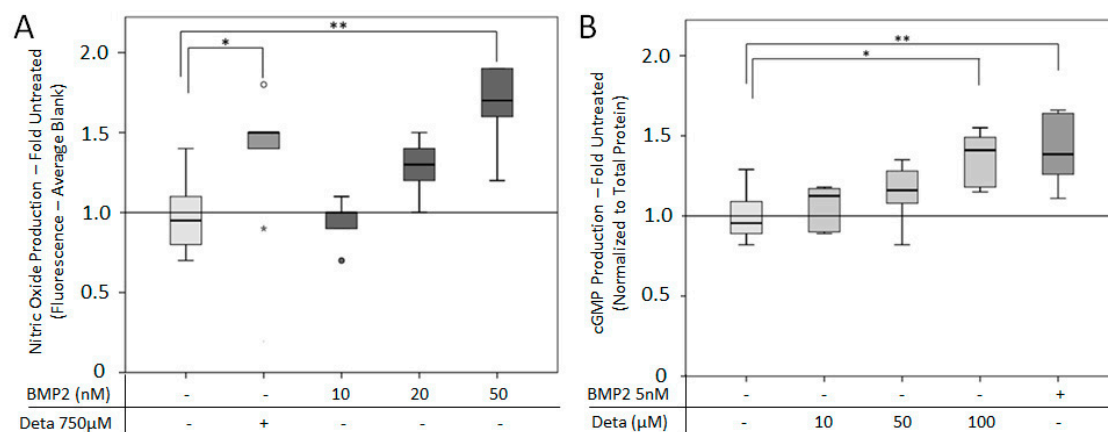 A
Nitric Oxide Production – Fold Untreated
(Fluorescence – Average Blank)
2.0
1.5
1.0
0.5
0
*
**
*
BMP2 (nM) - - 10 20 50
Deta 750µM - + - - -
B
cGMP Production – Fold Untreated
(Normalized to Total Protein)
2.0
1.5
1.0
0.5
0
**
*
BMP2 5nM - - - - +
Deta (µM) - 10 50 100 -